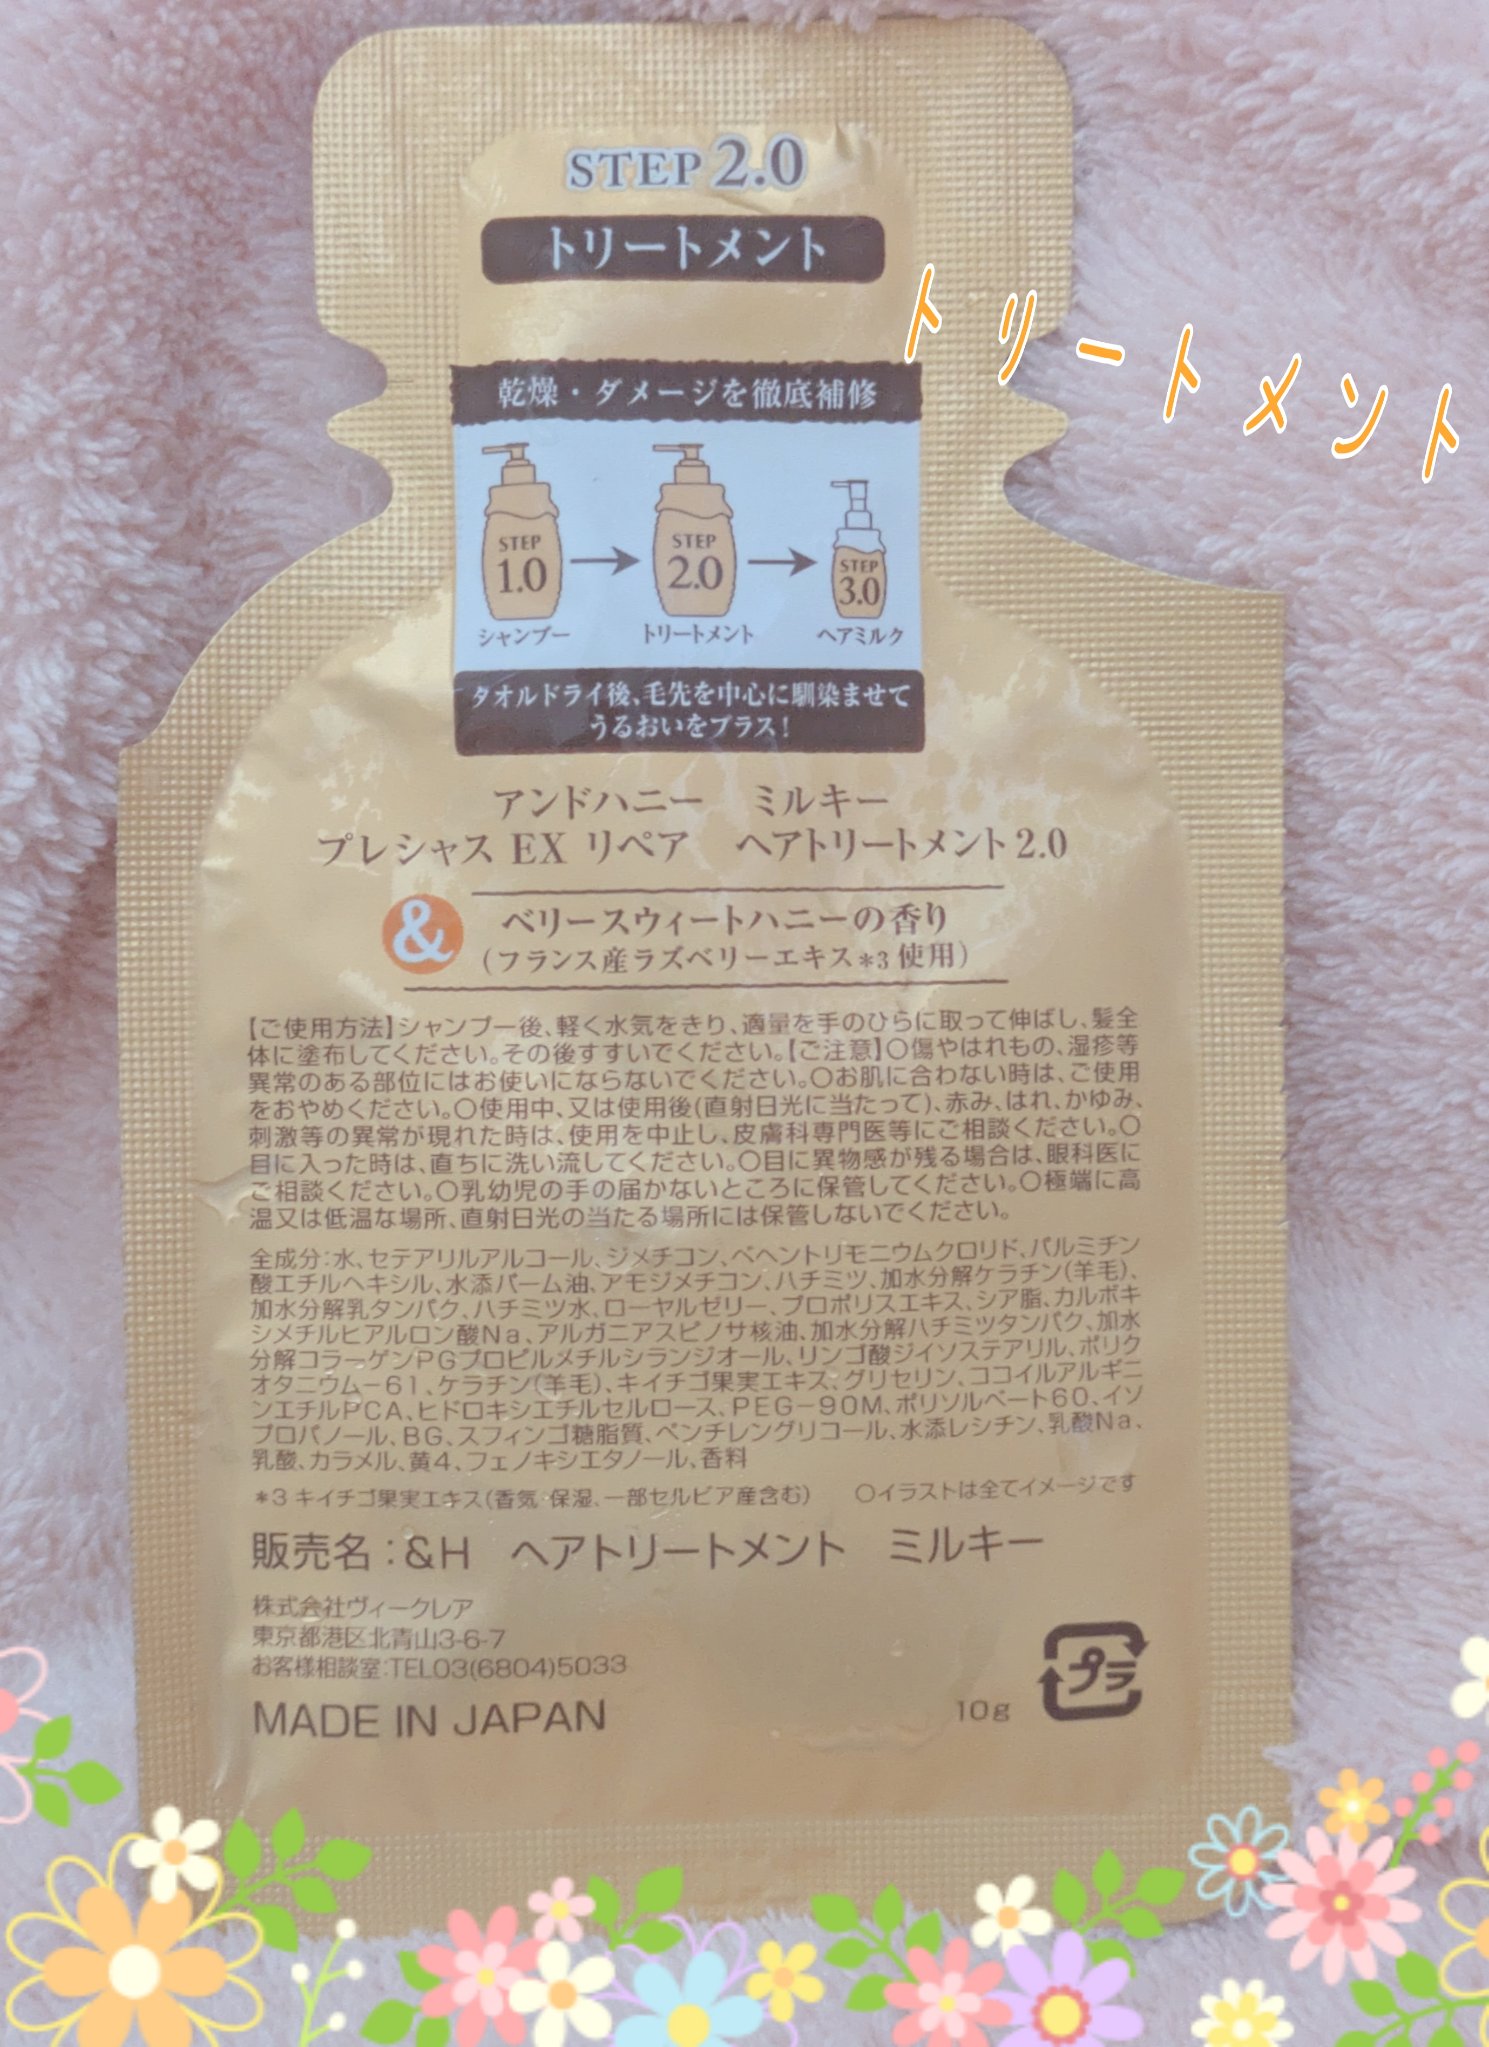 STEP 2.0
トリートメント
トリートメント
乾燥・ダメージを徹底補修
STEP 1.0
STEP 2.0
STEP 3.0
シャンプー
トリートメント
ヘアミルク
タオルドライ後、毛先を中心に馴染ませて
うるおいをプラス!
アンドハニー ミルキー
プレシャス EX リペア ヘアトリートメント2.0
& ベリースウィートハニーの香り
(フランス産ラズベリーエキス*3使用)
【ご使用方法】シャンプー後、軽く水気をきり、適量を手のひらに取って伸ばし、髪全
体に塗布してください。その後すすいでください。【ご注意】○傷やはれもの、湿疹等
異常のある部位にはお使いにならないでください。○お肌に合わない時は、ご使用
をおやめください。○使用中、又は使用後(直射日光に当たって)、赤み、はれ、かゆみ、
刺激等の異常が現れた時は、使用を中止し、皮膚科専門医等にご相談ください。○
目に入った時は、直ちに洗い流してください。○目に異物感が残る場合は、眼科医に
ご相談ください。○乳幼児の手の届かないところに保管してください。○極端に高
温又は低温な場所、直射日光の当たる場所には保管しないでください。
全成分:水、セテアリルアルコール、ジメチコン、ベヘントリモニウムクロリド、パルミチン
酸エチルヘキシル、水添パーム油、アモジメチコン、ハチミツ、加水分解ケラチン(羊毛)、
加水分解乳タンパク、ハチミツ水、ローヤルゼリー、プロポリスエキス、シア脂、カルボキ
シメチルヒアルロン酸Na、アルガニアスピノサ核油、加水分解ハチミツタンパク、加水
分解コラーゲンPGプロピルメチルシランジオール、リンゴ酸ジイソステアリル、ポリク
オタニウム-61、ケラチン(羊毛)、キイチゴ果実エキス、グリセリン、ココイルアルギニ
ンエチルPCA、ヒドロキシエチルセルロース、PEG-90M、ポリソルベート60、イソ
プロパノール、BG、スフィンゴ糖脂質、ペンチレングリコール、水添レシチン、乳酸Na、
乳酸、カラメル、黄4、フェノキシエタノール、香料
*3 キイチゴ果実エキス(香気・保湿、一部セルビア産含む) ○イラストは全てイメージです
販売名:&H ヘアトリートメント ミルキー
株式会社ヴィークレア
東京都港区北青山3-6-7
お客様相談室:TEL03(6804)5033
MADE IN JAPAN
10g
プラ